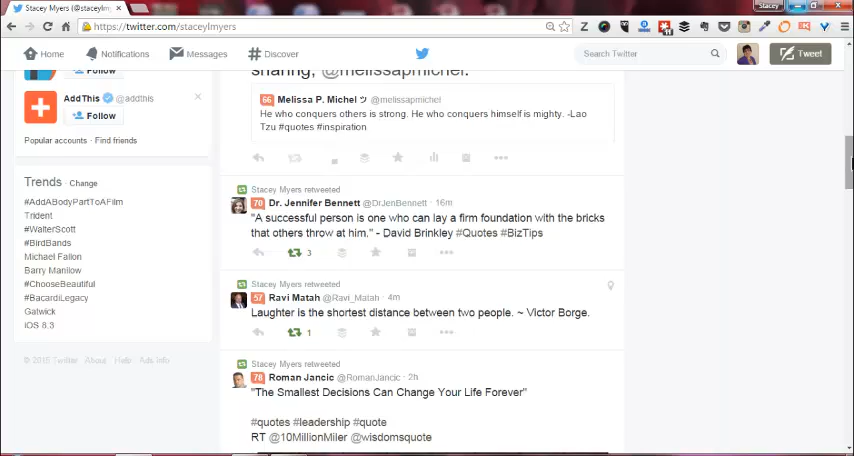 Stacey Myers (@staceylm
Stacey
https://twitter.com/staceylmyers
Home
Notifications
Messages
Discover
Search Twitter
Tweet
Follow
AddThis @addthis
Follow
Popular accounts · Find friends
Trends · Change
#AddABodyPartToAFilm
Trident
#WalterScott
#BirdBands
Michael Fallon
Barry Manilow
#ChooseBeautiful
#BacardiLegacy
Gatwick
iOS 8.3
© 2015 Twitter About Help Ads info
sharing, @melissapmichel.
66 Melissa P. Michel ツ @melissapmichel
He who conquers others is strong. He who conquers himself is mighty. -Lao
Tzu #quotes #inspiration
Stacey Myers retweeted
70 Dr. Jennifer Bennett @DrJenBennett · 16m
"A successful person is one who can lay a firm foundation with the bricks
that others throw at him." - David Brinkley #Quotes #BizTips
3
Stacey Myers retweeted
57 Ravi Matah @Ravi_Matah · 4m
Laughter is the shortest distance between two people. ~ Victor Borge.
1
Stacey Myers retweeted
78 Roman Jancic @RomanJancic · 2h
"The Smallest Decisions Can Change Your Life Forever"
#quotes #leadership #quote
RT @10MillionMiler @wisdomsquote